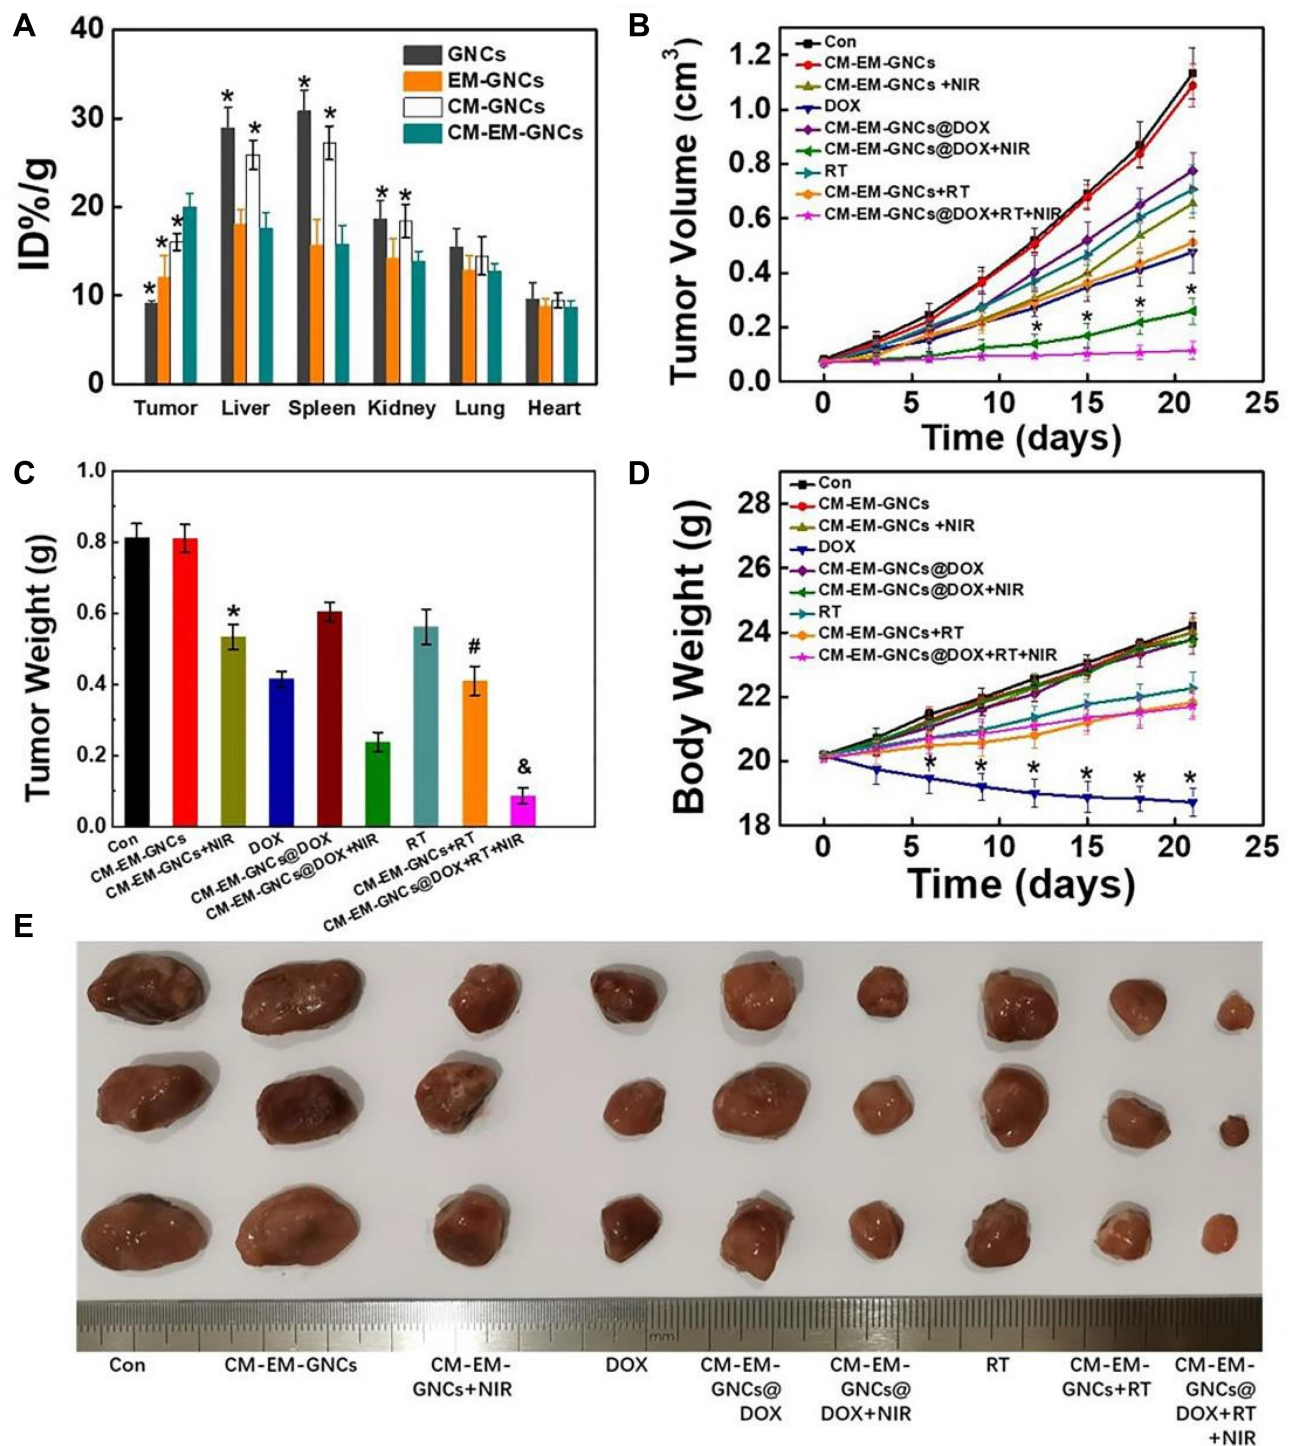 A
40
30
20
10
0
ID%/g
GNCs
EM-GNCs
CM-GNCs
CM-EM-GNCs
* * * * * * * * *
Tumor Liver Spleen Kidney Lung Heart
B
1.2
1.0
0.8
0.6
0.4
0.2
0.0
Tumor Volume (cm³)
Con
CM-EM-GNCs
CM-EM-GNCs +NIR
DOX
CM-EM-GNCs@DOX
CM-EM-GNCs@DOX+NIR
RT
CM-EM-GNCs+RT
CM-EM-GNCs@DOX+RT+NIR
* * * *
0 5 10 15 20 25
Time (days)
C
1.0
0.8
0.6
0.4
0.2
0.0
Tumor Weight (g)
*
#
&
Con
CM-EM-GNCs
CM-EM-GNCs+NIR
DOX
CM-EM-GNCs@DOX
CM-EM-GNCs@DOX+NIR
RT
CM-EM-GNCs+RT
CM-EM-GNCs@DOX+RT+NIR
D
28
26
24
22
20
18
Body Weight (g)
Con
CM-EM-GNCs
CM-EM-GNCs +NIR
DOX
CM-EM-GNCs@DOX
CM-EM-GNCs@DOX+NIR
RT
CM-EM-GNCs+RT
CM-EM-GNCs@DOX+RT+NIR
* * * * * *
0 5 10 15 20 25
Time (days)
E
mm
Con
CM-EM-GNCs
CM-EM-
GNCs+NIR
DOX
CM-EM-
GNCs@
DOX
CM-EM-
GNCs@
DOX+NIR
RT
CM-EM-
GNCs+RT
CM-EM-
GNCs@
DOX+RT
+NIR